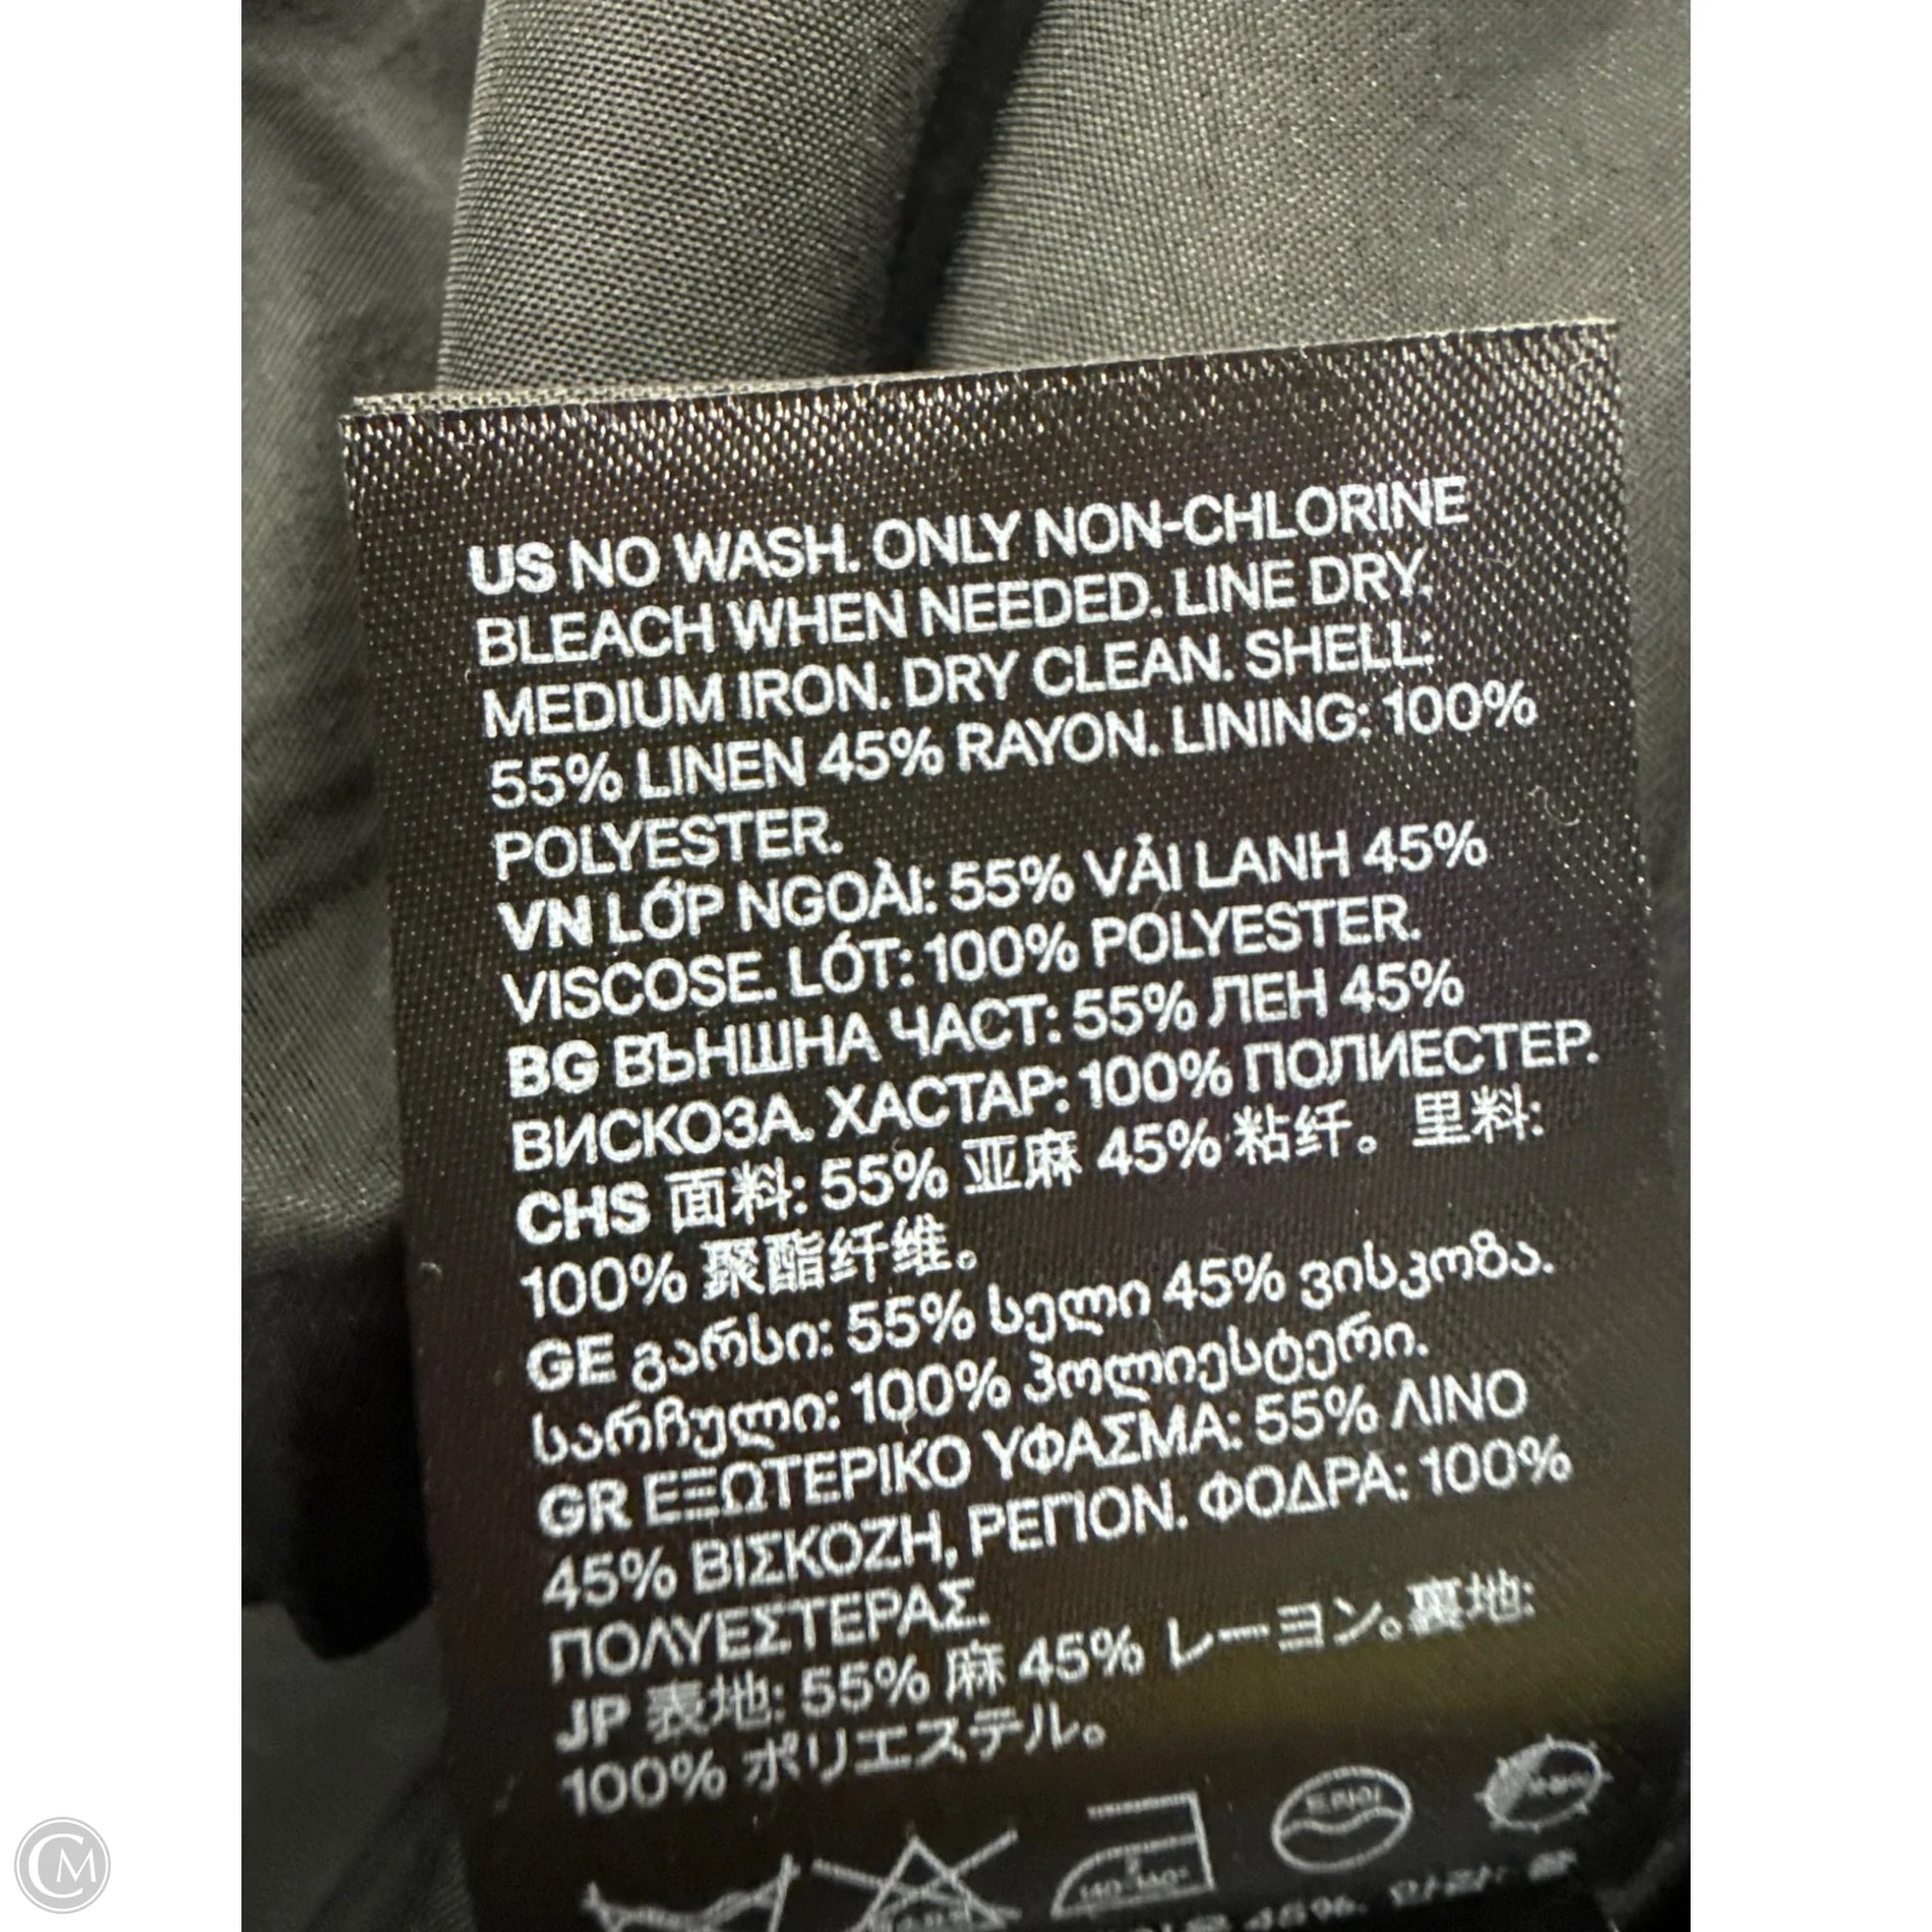 US NO WASH. ONLY NON-CHLORINE
BLEACH WHEN NEEDED. LINE DRY.
MEDIUM IRON. DRY CLEAN. SHELL:
55% LINEN 45% RAYON. LINING: 100%
POLYESTER.
VN LỚP NGOÀI: 55% VẢI LANH 45%
VISCOSE. LÓT: 100% POLYESTER.
BG ВЪНШНА ЧАСТ: 55% ЛЕН 45%
ВИСКОЗА. ХАСТАР: 100% ПОЛИЕСТЕР.
CHS 面料: 55% 亚麻 45% 粘纤。里料:
100% 聚酯纤维。
GE გარსი: 55% სელი 45% ვისკოზა.
სარჩული: 100% პოლიესტერი.
GR ΕΞΩΤΕΡΙΚΟ ΥΦΑΣΜΑ: 55% ΛΙΝΟ
45% ΒΙΣΚΟΖΗ, ΡΕΓΙΟΝ. ΦΟΔΡΑ: 100%
ΠΟΛΥΕΣΤΕΡΑΣ.
JP 表地: 55% 麻 45% レーヨン。裏地:
100% ポリエステル。
45%.
CM